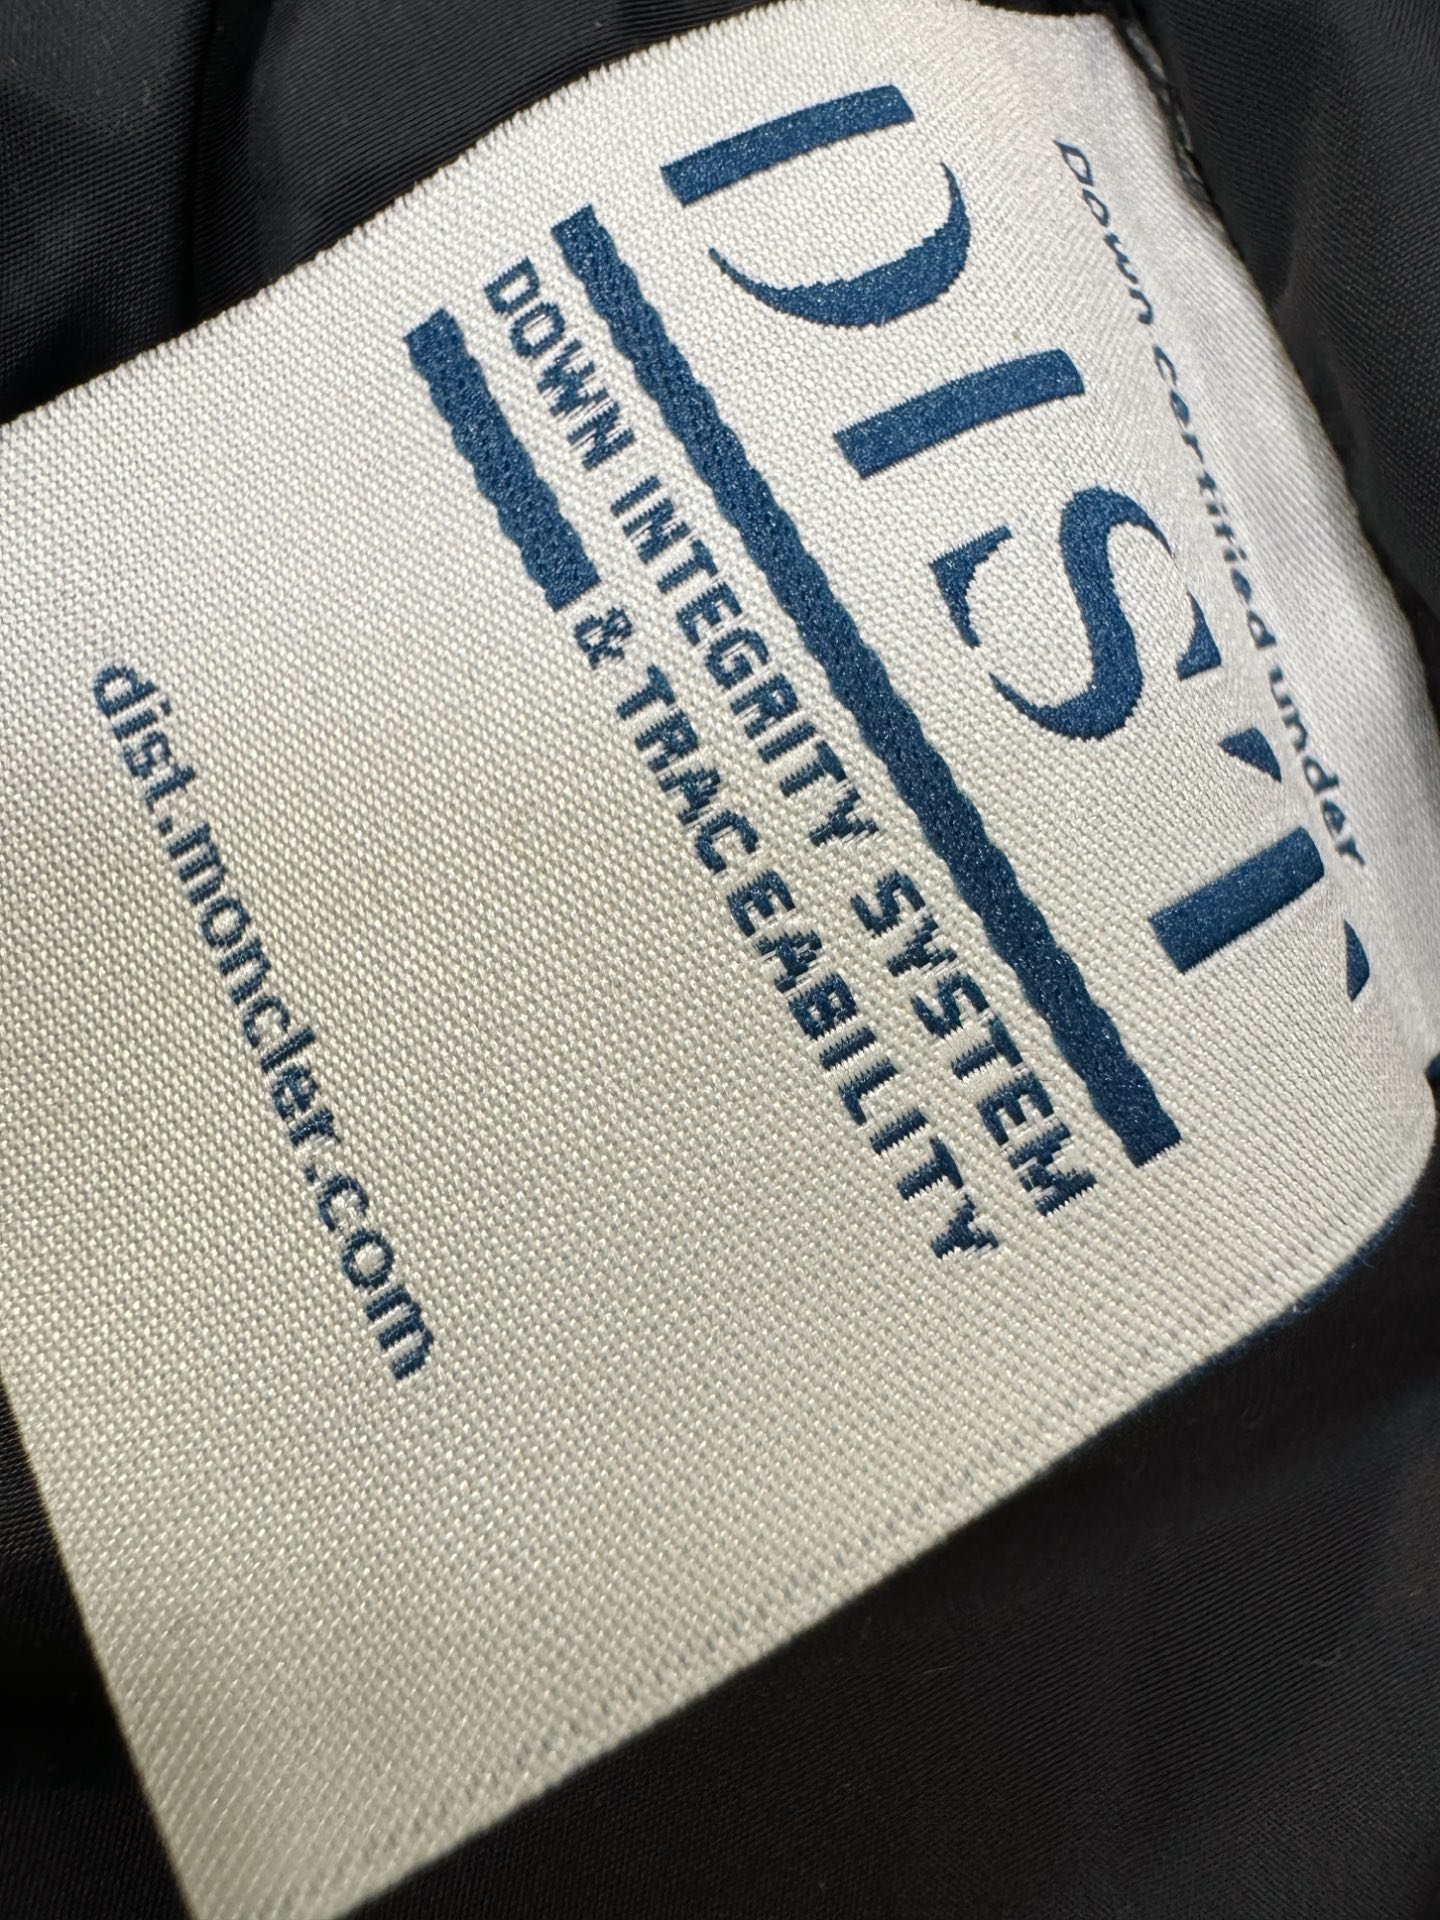 Down certified under
DIST
DOWN INTEGRITY SYSTEM
& TRACEABILITY
dist.moncler.com